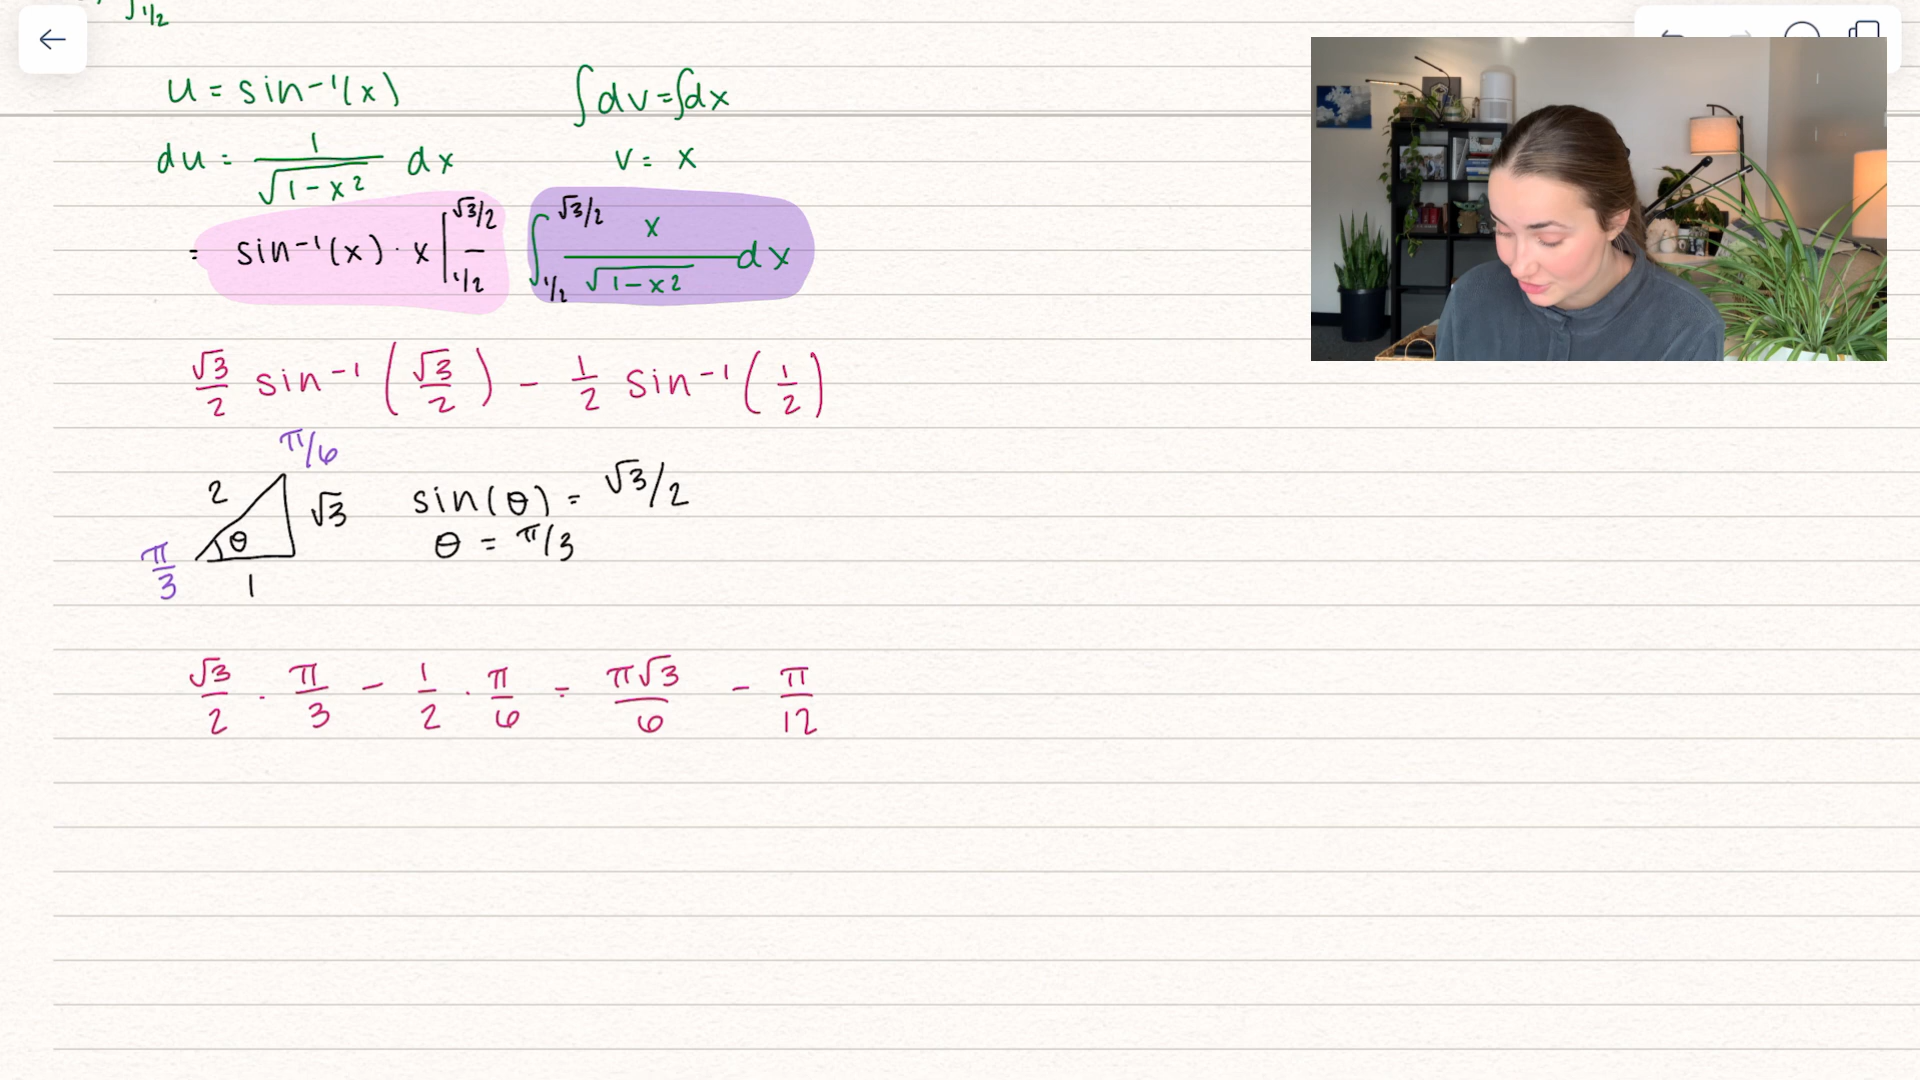 ∫1/2
u = sin⁻¹(x) ∫dv=∫dx
du = 1/√(1-x²) dx v = x
= sin⁻¹(x)·x |_{1/2}^{√3/2} - ∫_{1/2}^{√3/2} x/√(1-x²) dx
√3/2 sin⁻¹(√3/2) - 1/2 sin⁻¹(1/2)
π/6
2 √3 sin(θ) = √3/2
π/3 θ θ = π/3
1
√3/2 · π/3 - 1/2 · π/6 = π√3/6 - π/12